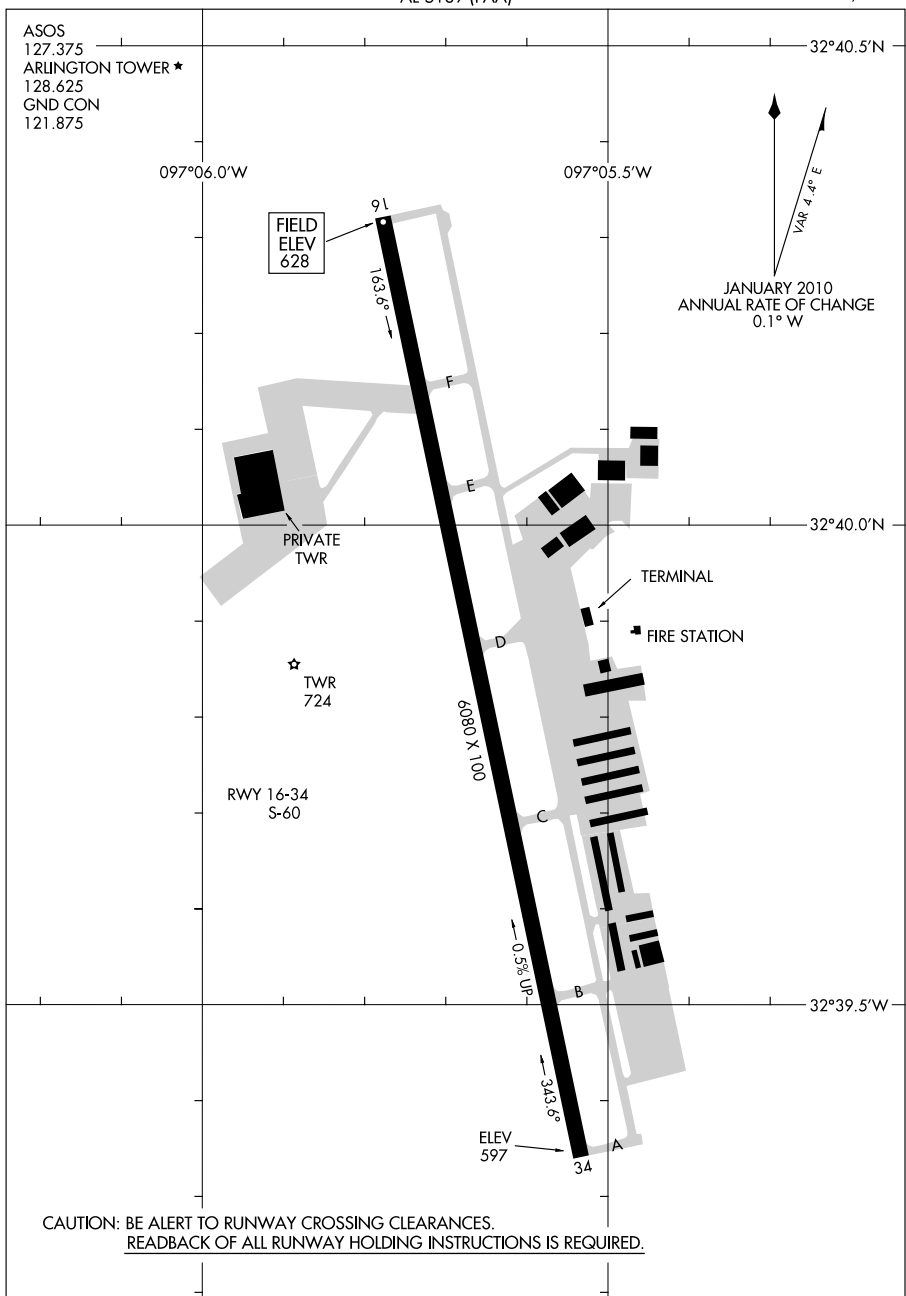 AL-5169 (FAA)
ASOS
127.375
ARLINGTON TOWER ★
128.625
GND CON
121.875
32°40.5'N
097°06.0'W
097°05.5'W
VAR 4.4° E
JANUARY 2010
ANNUAL RATE OF CHANGE
0.1° W
16
FIELD
ELEV
628
163.6°
F
E
32°40.0'N
PRIVATE
TWR
TERMINAL
FIRE STATION
D
TWR
724
6080 X 100
RWY 16-34
S-60
C
0.5% UP
B
32°39.5'W
343.6°
ELEV
597
A
34
CAUTION: BE ALERT TO RUNWAY CROSSING CLEARANCES.
READBACK OF ALL RUNWAY HOLDING INSTRUCTIONS IS REQUIRED.